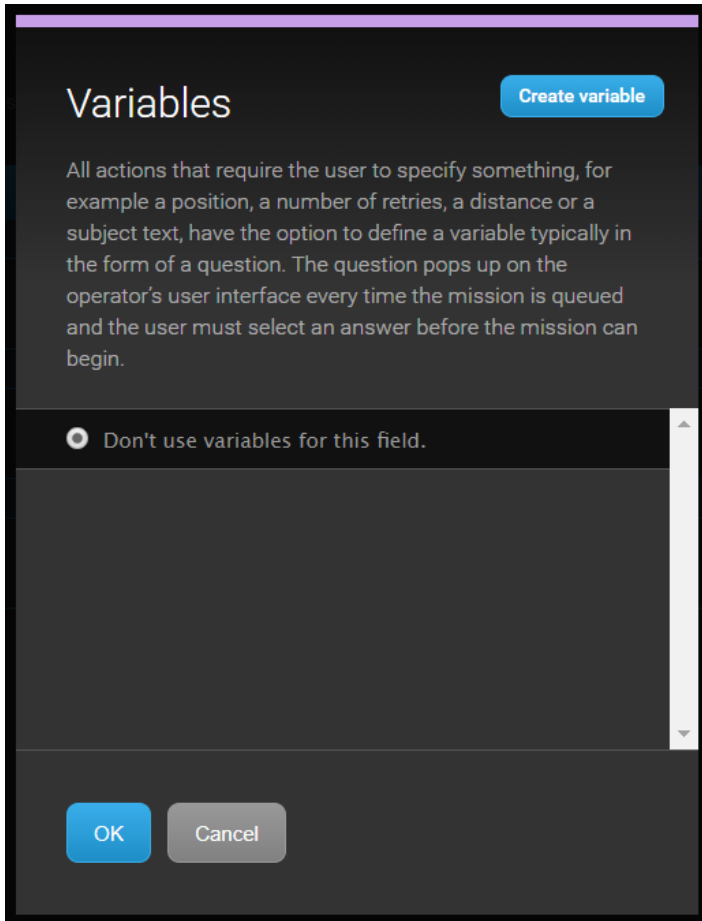 Variables
Create variable
All actions that require the user to specify something, for
example a position, a number of retries, a distance or a
subject text, have the option to define a variable typically in
the form of a question. The question pops up on the
operator's user interface every time the mission is queued
and the user must select an answer before the mission can
begin.
Don't use variables for this field.
OK
Cancel